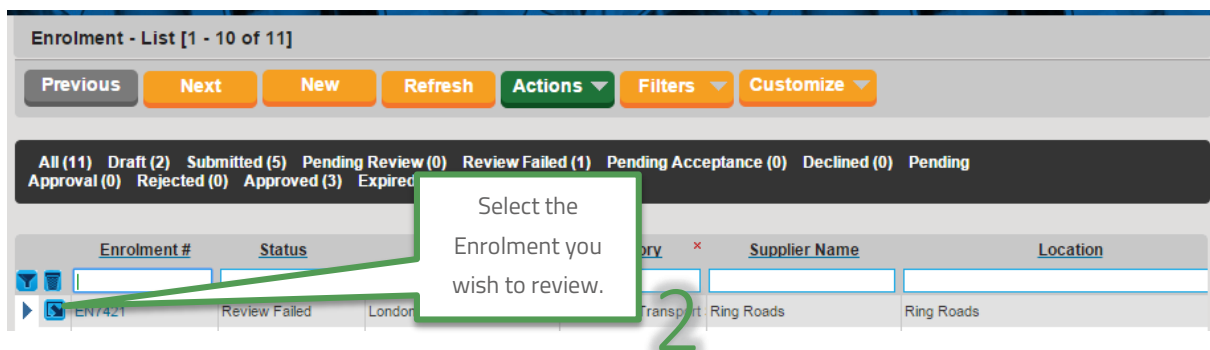 Enrolment - List [1 - 10 of 11]
Previous Next New Refresh Actions Filters Customize
All (11) Draft (2) Submitted (5) Pending Review (0) Review Failed (1) Pending Acceptance (0) Declined (0) Pending
Approval (0) Rejected (0) Approved (3) Expired
Select the
Enrolment you
wish to review.
Enrolment # Status × Supplier Name Location
EN7421 Review Failed London Transport Ring Roads Ring Roads
2